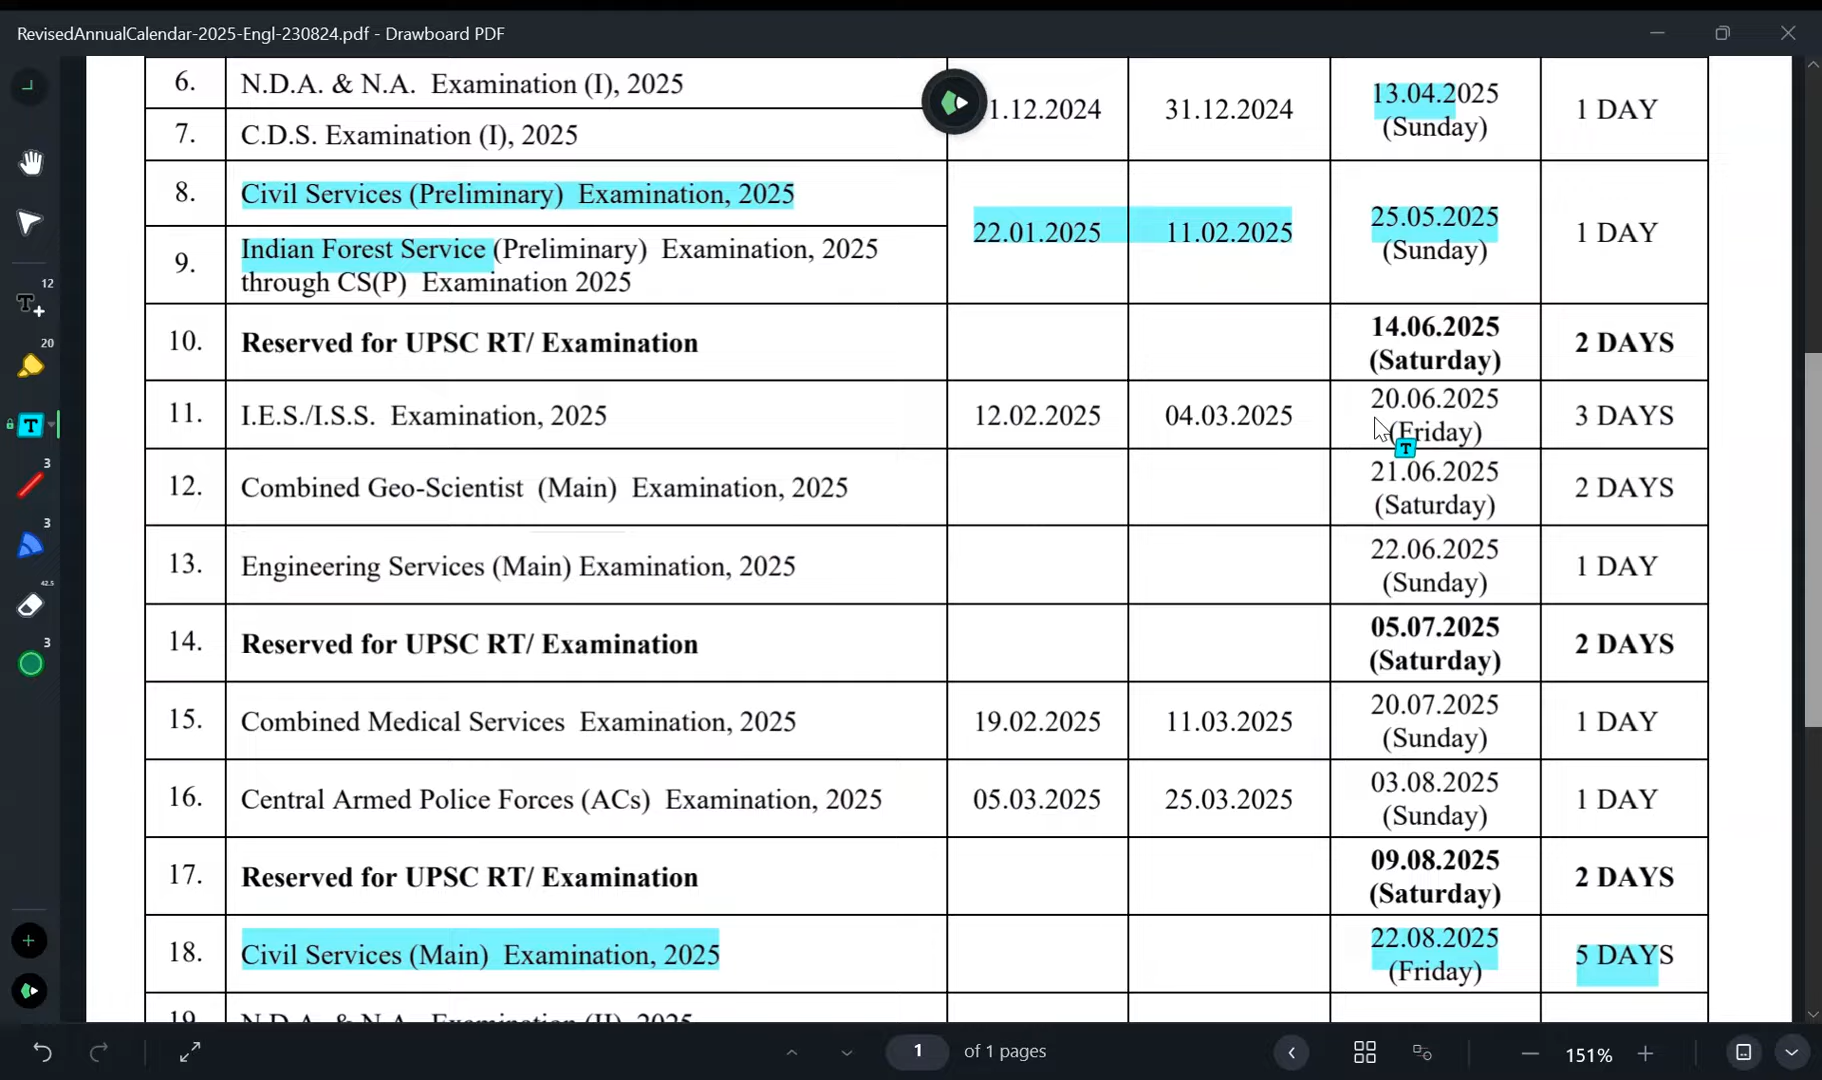 RevisedAnnualCalendar-2025-Engl-230824.pdf - Drawboard PDF
6. N.D.A. & N.A. Examination (I), 2025
7. C.D.S. Examination (I), 2025
1.12.2024 31.12.2024 13.04.2025 1 DAY
(Sunday)
8. Civil Services (Preliminary) Examination, 2025
22.01.2025 11.02.2025 25.05.2025 1 DAY
(Sunday)
9. Indian Forest Service (Preliminary) Examination, 2025
through CS(P) Examination 2025
10. Reserved for UPSC RT/ Examination 14.06.2025 2 DAYS
(Saturday)
11. I.E.S./I.S.S. Examination, 2025 12.02.2025 04.03.2025 20.06.2025 3 DAYS
(Friday)
12. Combined Geo-Scientist (Main) Examination, 2025 21.06.2025 2 DAYS
(Saturday)
13. Engineering Services (Main) Examination, 2025 22.06.2025 1 DAY
(Sunday)
14. Reserved for UPSC RT/ Examination 05.07.2025 2 DAYS
(Saturday)
15. Combined Medical Services Examination, 2025 19.02.2025 11.03.2025 20.07.2025 1 DAY
(Sunday)
16. Central Armed Police Forces (ACs) Examination, 2025 05.03.2025 25.03.2025 03.08.2025 1 DAY
(Sunday)
17. Reserved for UPSC RT/ Examination 09.08.2025 2 DAYS
(Saturday)
18. Civil Services (Main) Examination, 2025 22.08.2025 5 DAYS
(Friday)
19 N.D.A. & N.A. Examination (II), 2025
12
20
T
T
3
3
42.5
3
1 of 1 pages
151%